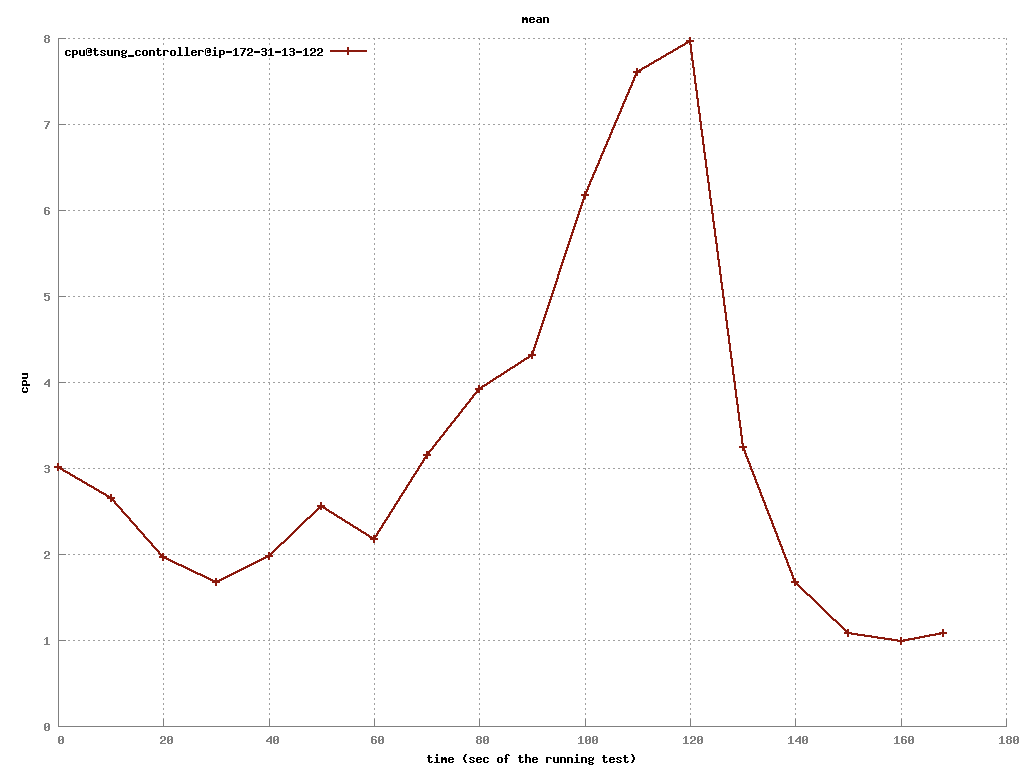 mean
cpu@tsung_controller@ip-172-31-13-122
8
7
6
5
4
3
2
1
0
cpu
0 20 40 60 80 100 120 140 160 180
time (sec of the running test)